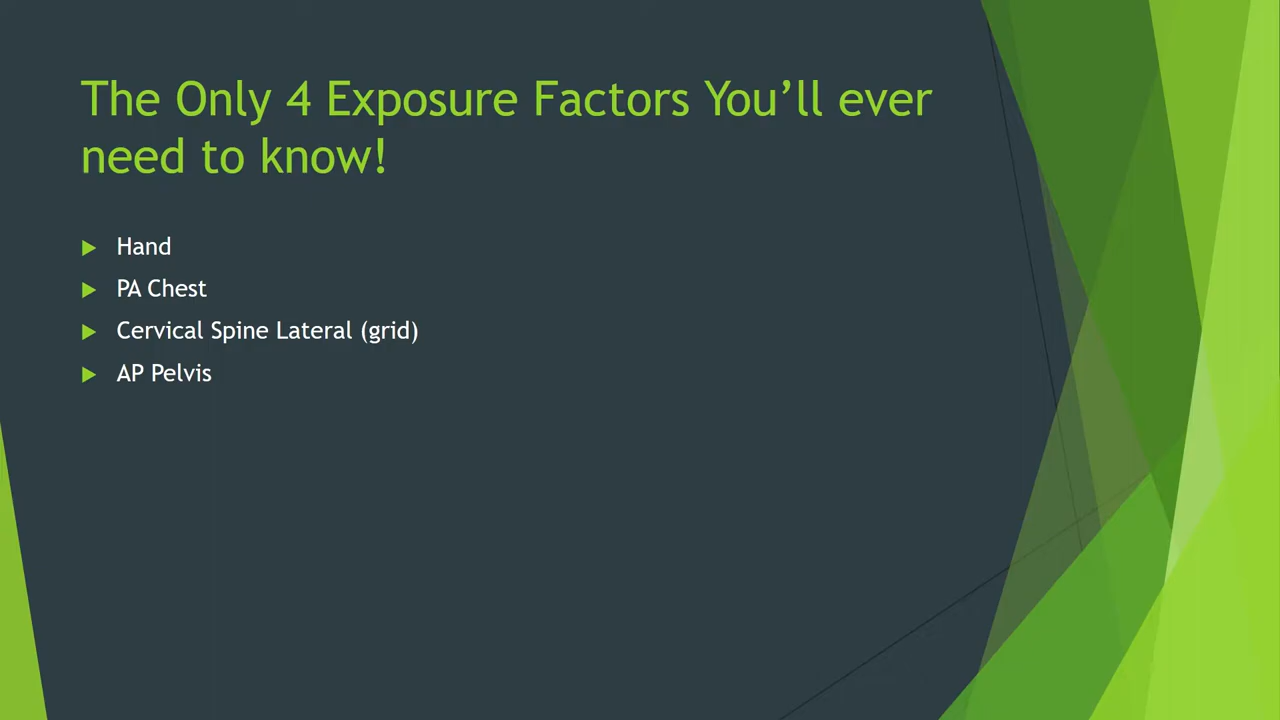 The Only 4 Exposure Factors You’ll ever
need to know!
Hand
PA Chest
Cervical Spine Lateral (grid)
AP Pelvis